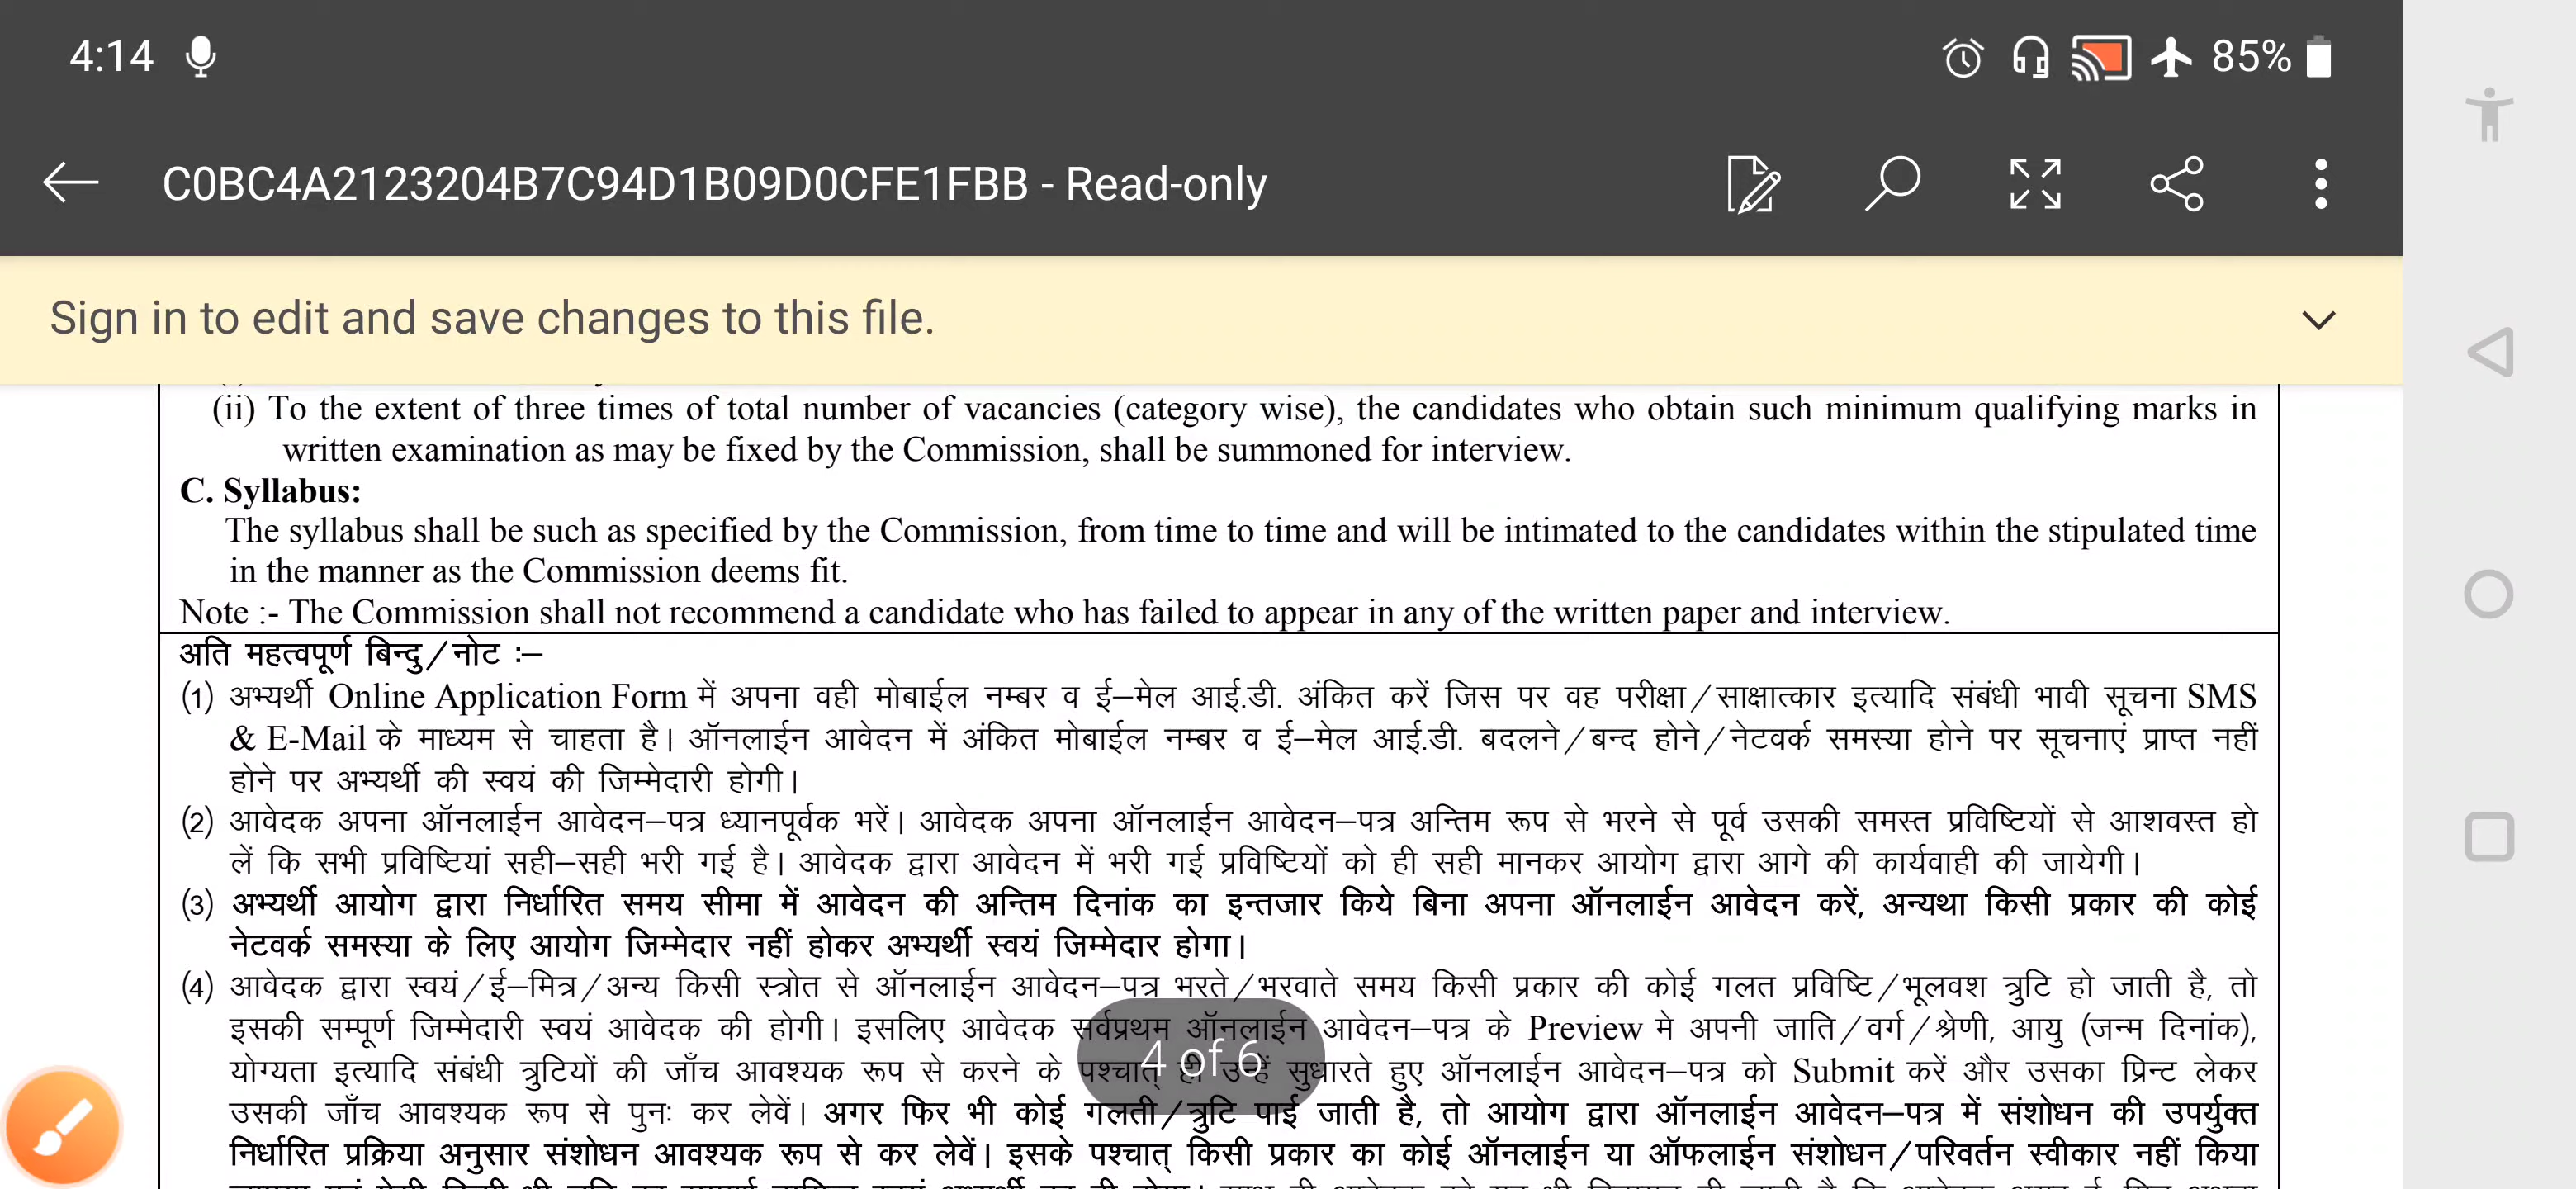 4:14
85%
C0BC4A2123204B7C94D1B09D0CFE1FBB - Read-only
Sign in to edit and save changes to this file.
(ii) To the extent of three times of total number of vacancies (category wise), the candidates who obtain such minimum qualifying marks in
written examination as may be fixed by the Commission, shall be summoned for interview.
C. Syllabus:
The syllabus shall be such as specified by the Commission, from time to time and will be intimated to the candidates within the stipulated time
in the manner as the Commission deems fit.
Note :- The Commission shall not recommend a candidate who has failed to appear in any of the written paper and interview.
अति महत्वपूर्ण बिन्दु/नोट :–
(1) अभ्यर्थी Online Application Form में अपना वही मोबाईल नम्बर व ई–मेल आई.डी. अंकित करें जिस पर वह परीक्षा/साक्षात्कार इत्यादि संबंधी भावी सूचना SMS
& E-Mail के माध्यम से चाहता है। ऑनलाईन आवेदन में अंकित मोबाईल नम्बर व ई–मेल आई.डी. बदलने/बन्द होने/नेटवर्क समस्या होने पर सूचनाएं प्राप्त नहीं
होने पर अभ्यर्थी की स्वयं की जिम्मेदारी होगी।
(2) आवेदक अपना ऑनलाईन आवेदन–पत्र ध्यानपूर्वक भरें। आवेदक अपना ऑनलाईन आवेदन–पत्र अन्तिम रूप से भरने से पूर्व उसकी समस्त प्रविष्टियों से आशवस्त हो
लें कि सभी प्रविष्टियां सही–सही भरी गई है। आवेदक द्वारा आवेदन में भरी गई प्रविष्टियों को ही सही मानकर आयोग द्वारा आगे की कार्यवाही की जायेगी।
(3) अभ्यर्थी आयोग द्वारा निर्धारित समय सीमा में आवेदन की अन्तिम दिनांक का इन्तजार किये बिना अपना ऑनलाईन आवेदन करें, अन्यथा किसी प्रकार की कोई
नेटवर्क समस्या के लिए आयोग जिम्मेदार नहीं होकर अभ्यर्थी स्वयं जिम्मेदार होगा।
(4) आवेदक द्वारा स्वयं/ई–मित्र/अन्य किसी स्त्रोत से ऑनलाईन आवेदन–पत्र भरते/भरवाते समय किसी प्रकार की कोई गलत प्रविष्टि/भूलवश त्रुटि हो जाती है, तो
इसकी सम्पूर्ण जिम्मेदारी स्वयं आवेदक की होगी। इसलिए आवेदक सर्वप्रथम ऑनलाईन आवेदन–पत्र के Preview मे अपनी जाति/वर्ग/श्रेणी, आयु (जन्म दिनांक),
योग्यता इत्यादि संबंधी त्रुटियों की जाँच आवश्यक रूप से करने के पश्चात् ही उन्हें सुधारते हुए ऑनलाईन आवेदन–पत्र को Submit करें और उसका प्रिन्ट लेकर
4 of 6
उसकी जाँच आवश्यक रूप से पुनः कर लेवें। अगर फिर भी कोई गलती/त्रुटि पाई जाती है, तो आयोग द्वारा ऑनलाईन आवेदन–पत्र में संशोधन की उपर्युक्त
निर्धारित प्रक्रिया अनुसार संशोधन आवश्यक रूप से कर लेवें। इसके पश्चात् किसी प्रकार का कोई ऑनलाईन या ऑफलाईन संशोधन/परिवर्तन स्वीकार नहीं किया